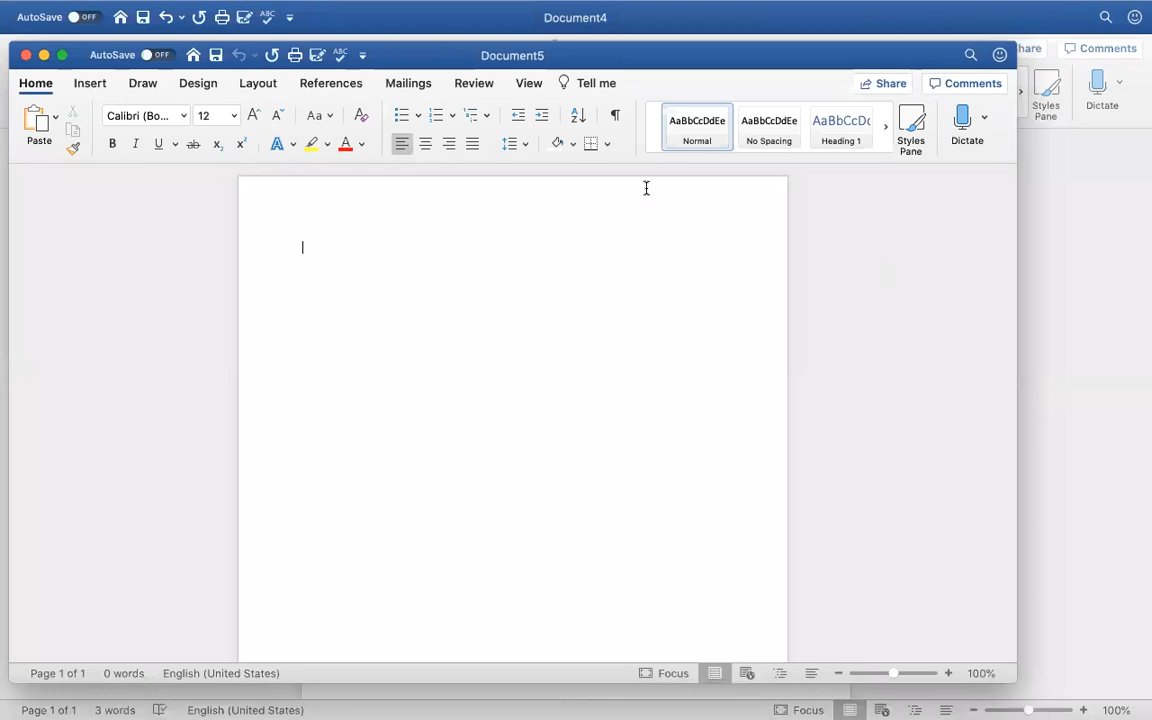 AutoSave OFF Document4
AutoSave OFF Document5
hare Comments
Home Insert Draw Design Layout References Mailings Review View Tell me Share Comments
Calibri (Bo... 12 Aa
Paste
AaBbCcDdEe AaBbCcDdEe AaBbCcDc
Normal No Spacing Heading 1
Styles Pane
Dictate
Styles Pane
Dictate
Page 1 of 1 0 words English (United States) Focus 100%
Page 1 of 1 3 words English (United States) Focus 100%